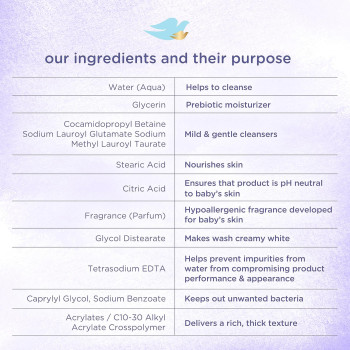 our ingredients and their purpose
Water (Aqua) Helps to cleanse
Glycerin Prebiotic moisturizer
Cocamidopropyl Betaine
Sodium Lauroyl Glutamate Sodium
Methyl Lauroyl Taurate
Mild & gentle cleansers
Stearic Acid Nourishes skin
Citric Acid
Ensures that product is pH neutral
to baby's skin
Fragrance (Parfum)
Hypoallergenic fragrance developed
for baby's skin
Glycol Distearate Makes wash creamy white
Tetrasodium EDTA
Helps prevent impurities from
water from compromising product
performance & appearance
Caprylyl Glycol, Sodium Benzoate Keeps out unwanted bacteria
Acrylates / C10-30 Alkyl
Acrylate Crosspolymer
Delivers a rich, thick texture